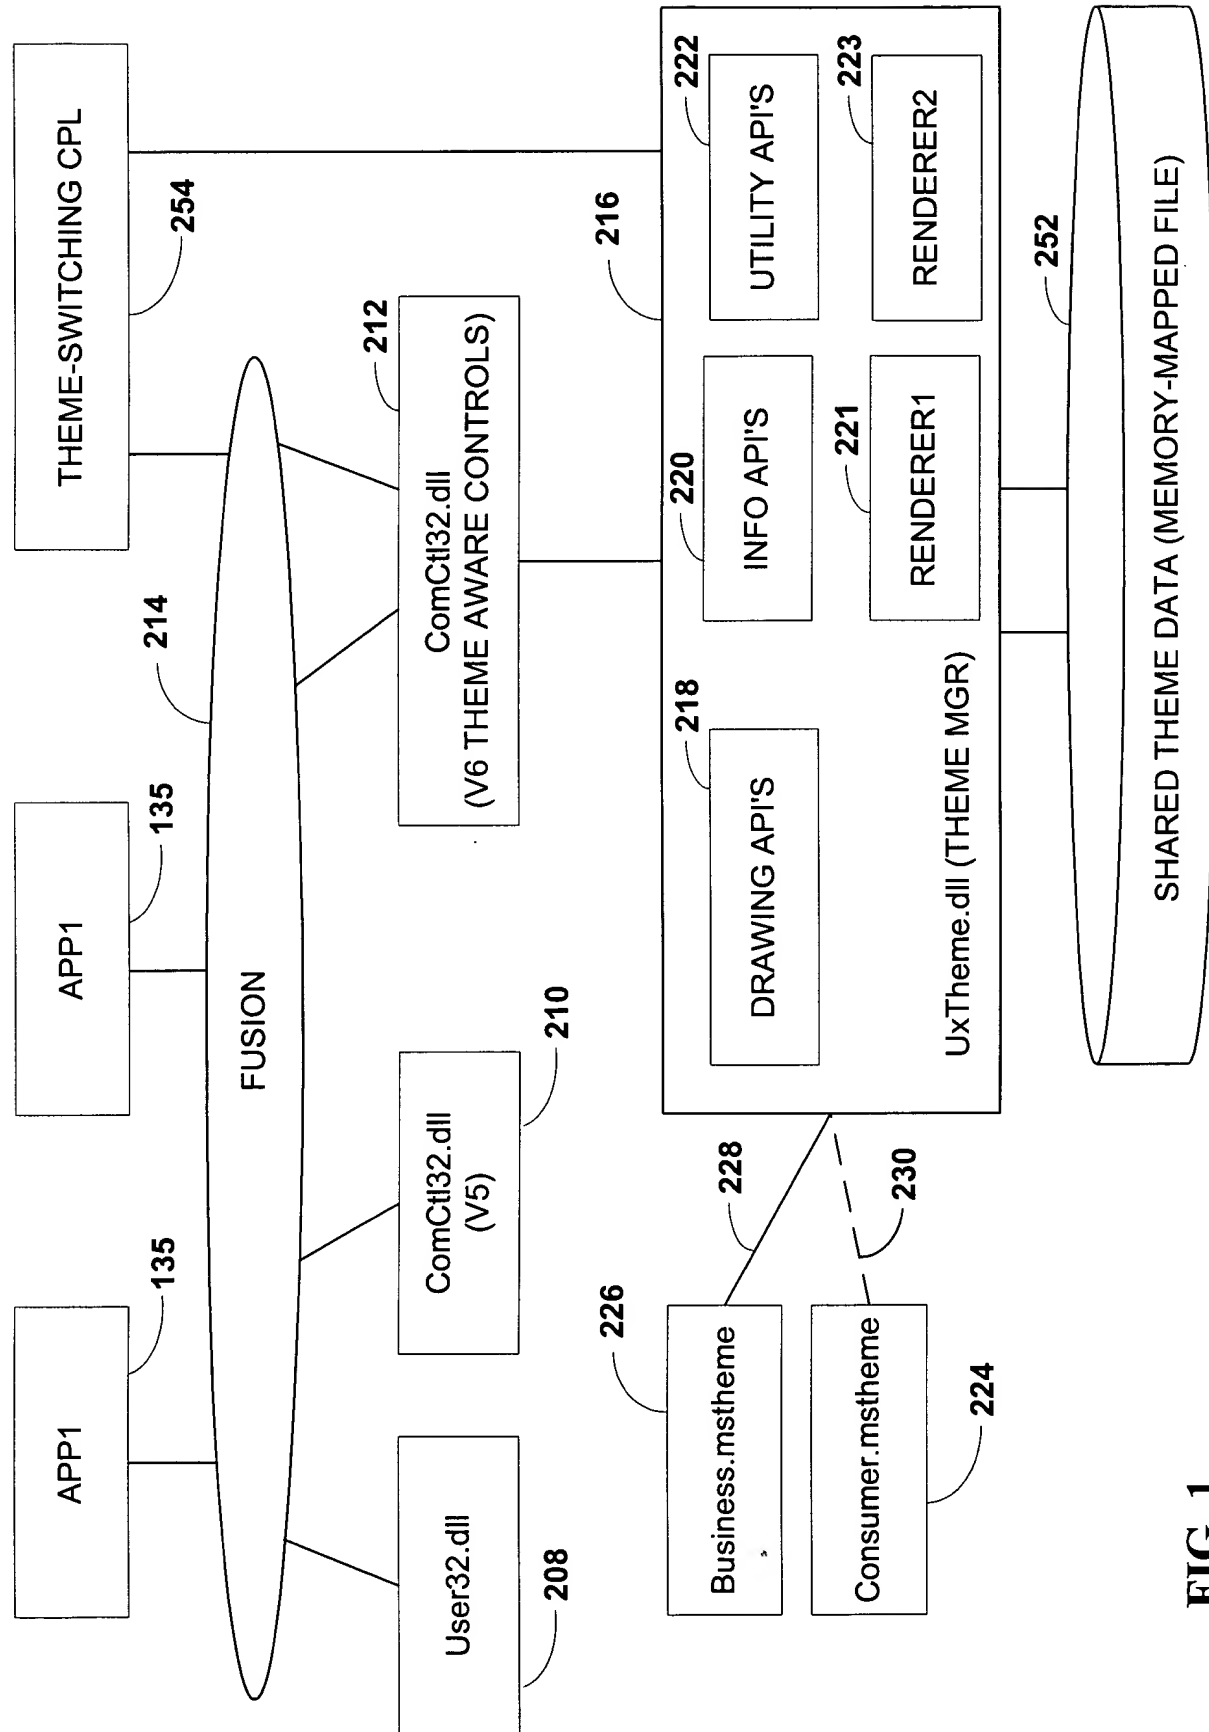 APP1
135
APP1
135
THEME-SWITCHING CPL
254
214
FUSION
User32.dll
208
ComCtl32.dll
(V5)
210
212
ComCtl32.dll
(V6 THEME AWARE CONTROLS)
216
226
Business.mstheme
228
Consumer.mstheme
224
230
218
DRAWING API'S
220
INFO API'S
222
UTILITY API'S
221
RENDERER1
223
RENDERER2
UxTheme.dll (THEME MGR)
252
SHARED THEME DATA (MEMORY-MAPPED FILE)
FIG. 1